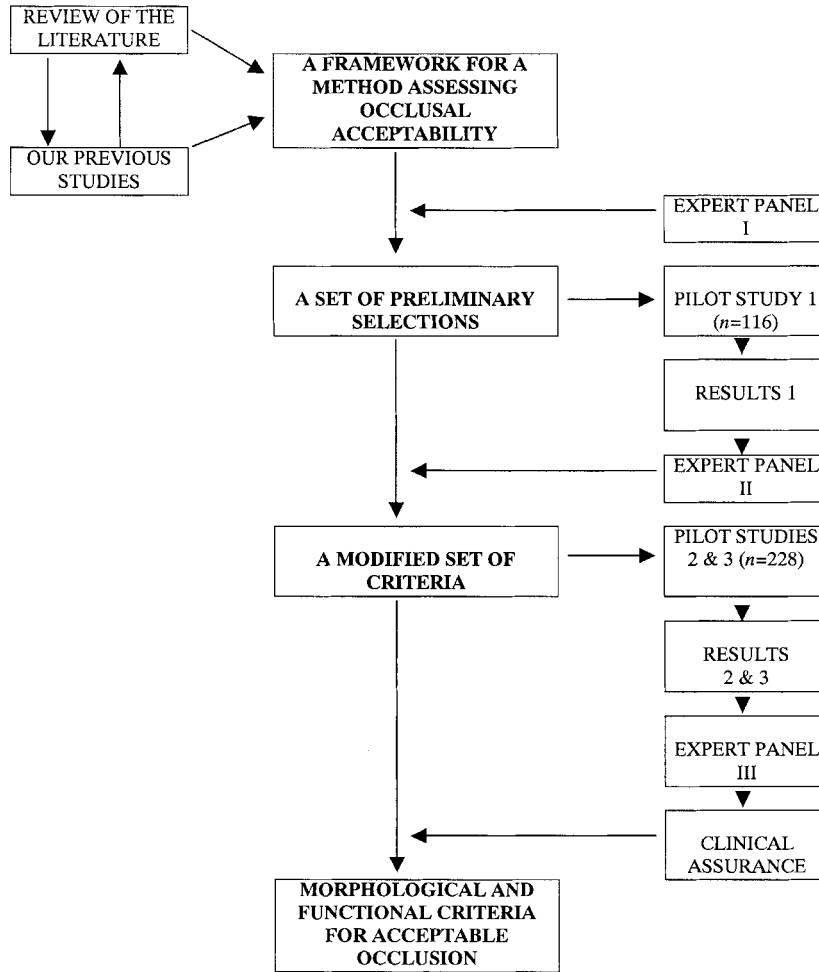 REVIEW OF THE
LITERATURE
A FRAMEWORK FOR A
METHOD ASSESSING
OCCLUSAL
ACCEPTABILITY
OUR PREVIOUS
STUDIES
EXPERT PANEL
I
A SET OF PRELIMINARY
SELECTIONS
PILOT STUDY 1
(n=116)
RESULTS 1
EXPERT PANEL
II
A MODIFIED SET OF
CRITERIA
PILOT STUDIES
2 & 3 (n=228)
RESULTS
2 & 3
EXPERT PANEL
III
CLINICAL
ASSURANCE
MORPHOLOGICAL AND
FUNCTIONAL CRITERIA
FOR ACCEPTABLE
OCCLUSION